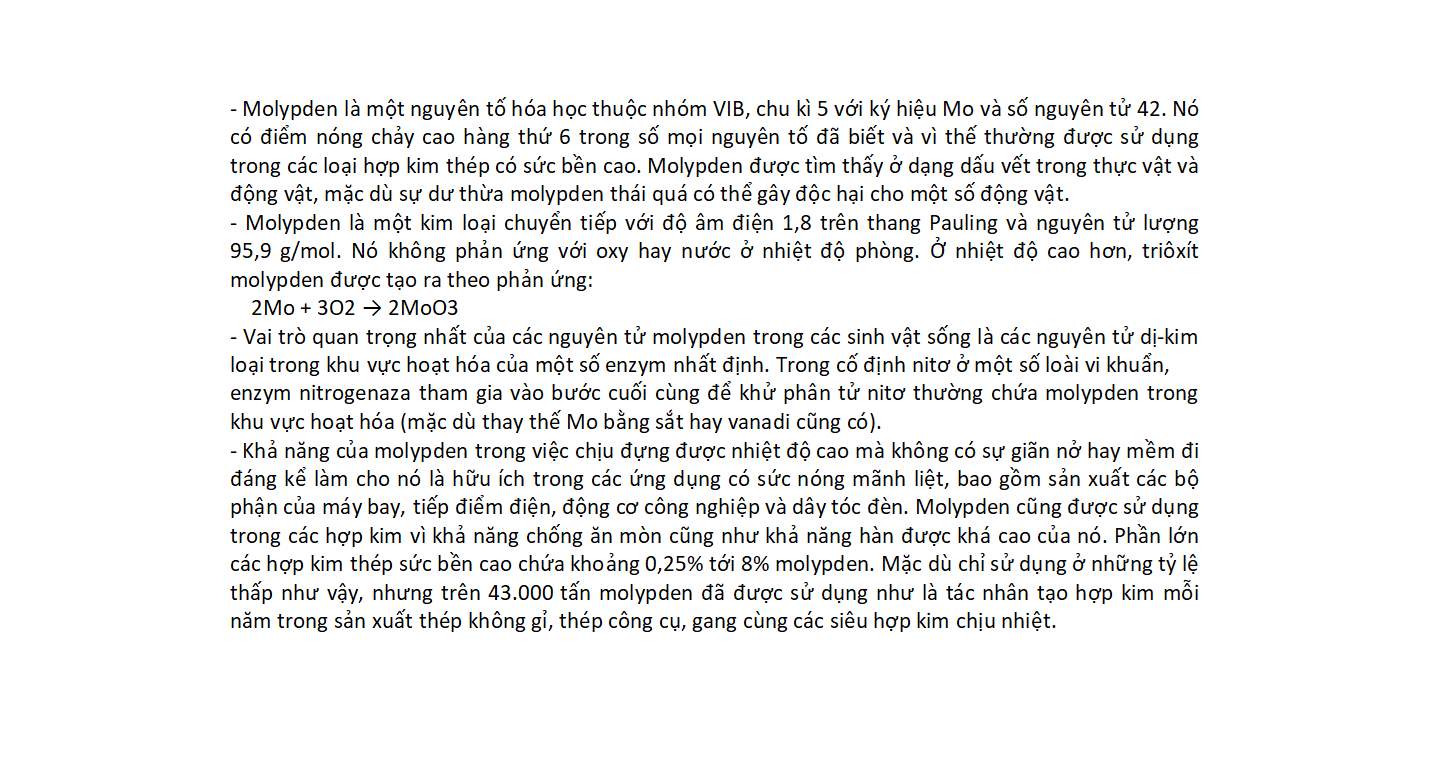 - Molypden là một nguyên tố hóa học thuộc nhóm VIB, chu kì 5 với ký hiệu Mo và số nguyên tử 42. Nó
có điểm nóng chảy cao hàng thứ 6 trong số mọi nguyên tố đã biết và vì thế thường được sử dụng
trong các loại hợp kim thép có sức bền cao. Molypden được tìm thấy ở dạng dấu vết trong thực vật và
động vật, mặc dù sự dư thừa molypden thái quá có thể gây độc hại cho một số động vật.
- Molypden là một kim loại chuyển tiếp với độ âm điện 1,8 trên thang Pauling và nguyên tử lượng
95,9 g/mol. Nó không phản ứng với oxy hay nước ở nhiệt độ phòng. Ở nhiệt độ cao hơn, triôxít
molypden được tạo ra theo phản ứng:
2Mo + 3O2 → 2MoO3
- Vai trò quan trọng nhất của các nguyên tử molypden trong các sinh vật sống là các nguyên tử dị-kim
loại trong khu vực hoạt hóa của một số enzym nhất định. Trong cố định nitơ ở một số loài vi khuẩn,
enzym nitrogenaza tham gia vào bước cuối cùng để khử phân tử nitơ thường chứa molypden trong
khu vực hoạt hóa (mặc dù thay thế Mo bằng sắt hay vanadi cũng có).
- Khả năng của molypden trong việc chịu đựng được nhiệt độ cao mà không có sự giãn nở hay mềm đi
đáng kể làm cho nó là hữu ích trong các ứng dụng có sức nóng mãnh liệt, bao gồm sản xuất các bộ
phận của máy bay, tiếp điểm điện, động cơ công nghiệp và dây tóc đèn. Molypden cũng được sử dụng
trong các hợp kim vì khả năng chống ăn mòn cũng như khả năng hàn được khá cao của nó. Phần lớn
các hợp kim thép sức bền cao chứa khoảng 0,25% tới 8% molypden. Mặc dù chỉ sử dụng ở những tỷ lệ
thấp như vậy, nhưng trên 43.000 tấn molypden đã được sử dụng như là tác nhân tạo hợp kim mỗi
năm trong sản xuất thép không gỉ, thép công cụ, gang cùng các siêu hợp kim chịu nhiệt.